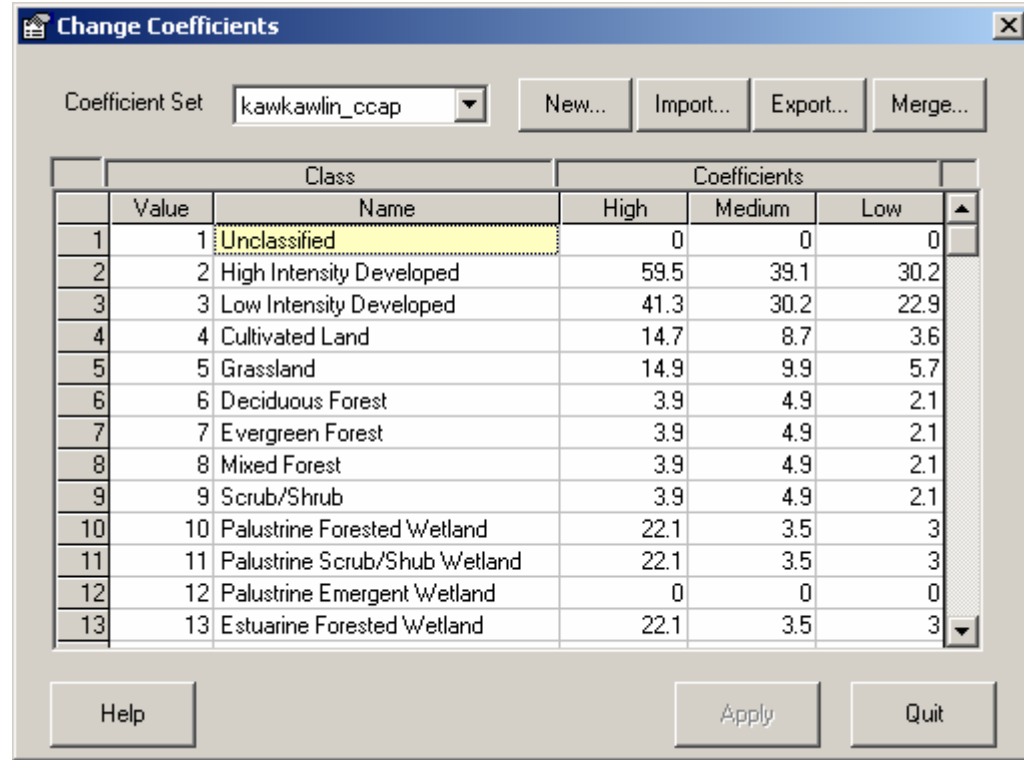 Change Coefficients
Coefficient Set kawkawlin_ccap New... Import... Export... Merge...
Class Coefficients
Value Name High Medium Low
1 1 Unclassified 0 0 0
2 2 High Intensity Developed 59.5 39.1 30.2
3 3 Low Intensity Developed 41.3 30.2 22.9
4 4 Cultivated Land 14.7 8.7 3.6
5 5 Grassland 14.9 9.9 5.7
6 6 Deciduous Forest 3.9 4.9 2.1
7 7 Evergreen Forest 3.9 4.9 2.1
8 8 Mixed Forest 3.9 4.9 2.1
9 9 Scrub/Shrub 3.9 4.9 2.1
10 10 Palustrine Forested Wetland 22.1 3.5 3
11 11 Palustrine Scrub/Shub Wetland 22.1 3.5 3
12 12 Palustrine Emergent Wetland 0 0 0
13 13 Estuarine Forested Wetland 22.1 3.5 3
Help Apply Quit